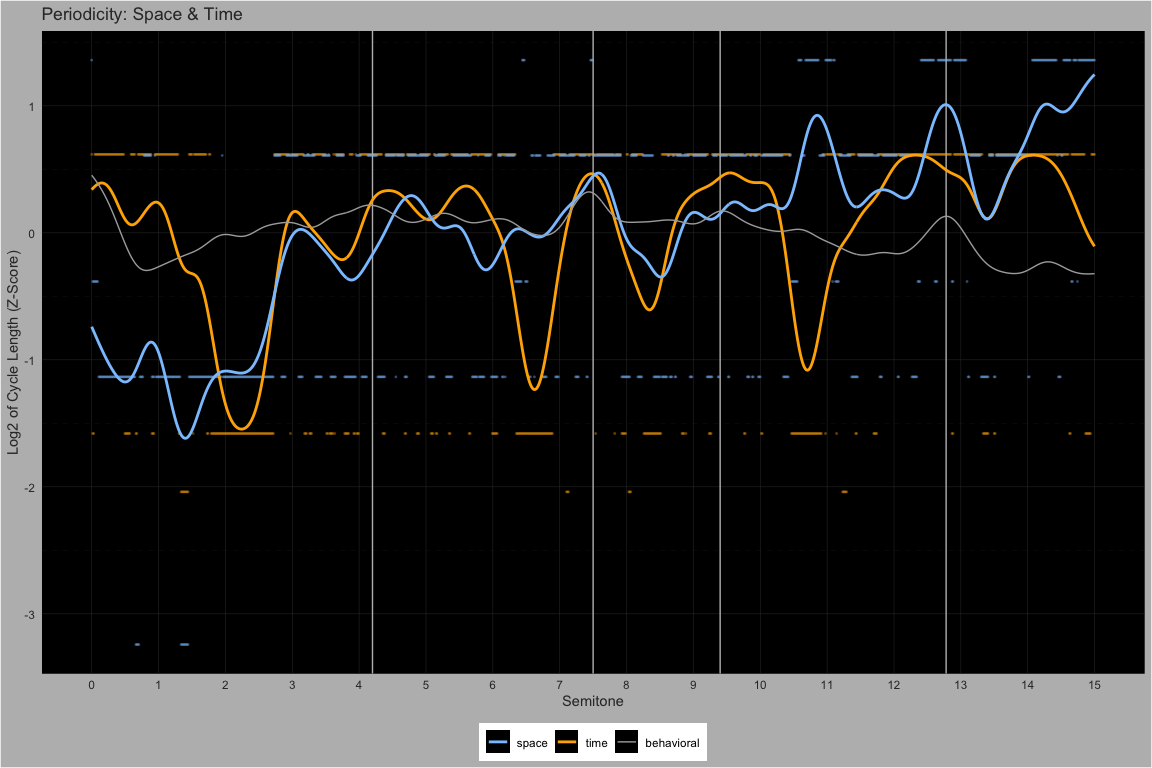 Periodicity: Space & Time
Log2 of Cycle Length (Z-Score)
1
0
-1
-2
-3
0 1 2 3 4 5 6 7 8 9 10 11 12 13 14 15
Semitone
space time behavioral